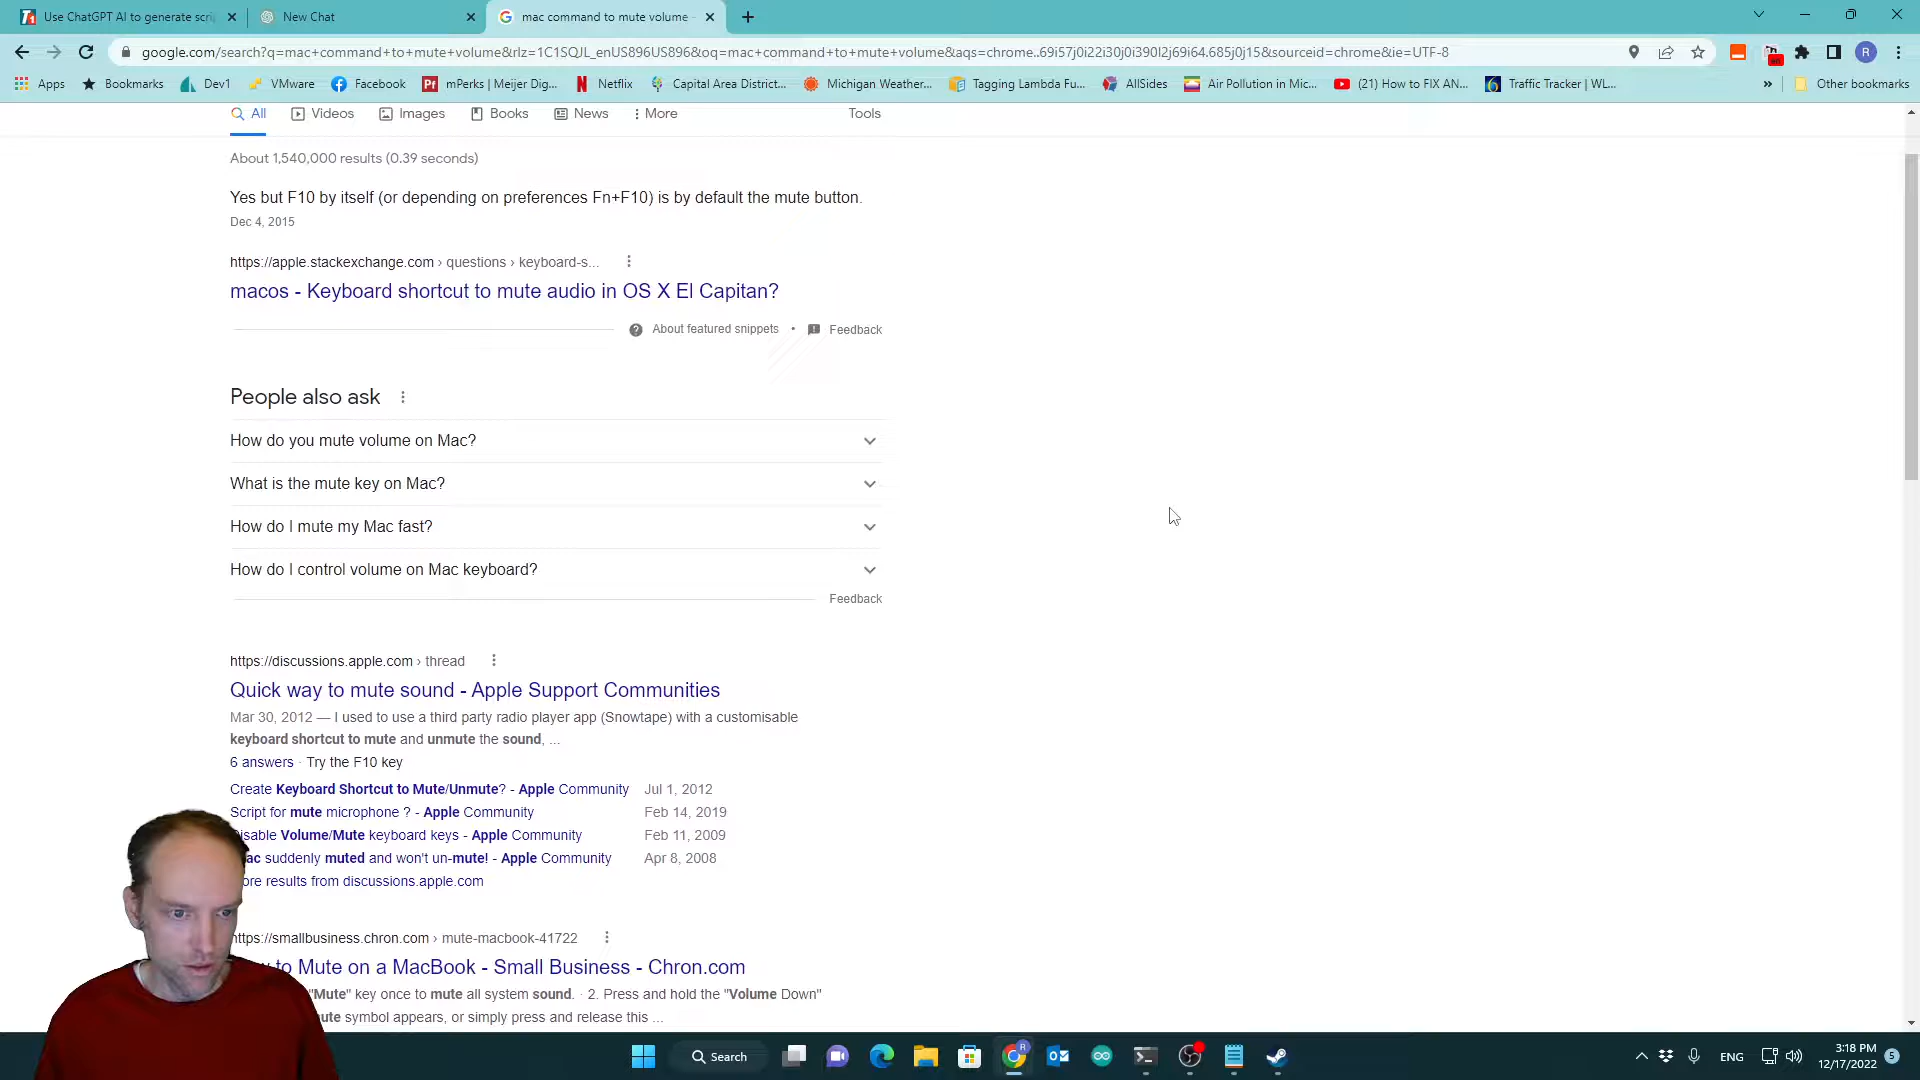 Use ChatGPT AI to generate scri
New Chat
mac command to mute volume -
google.com/search?q=mac+command+to+mute+volume&rlz=1C1SQJL_enUS896US896&oq=mac+command+to+mute+volume&aqs=chrome..69i57j0i22i30j0i390l2j69i64.685j0j15&sourceid=chrome&ie=UTF-8
R
Apps
Bookmarks
Dev1
VMware
Facebook
mPerks | Meijer Dig...
Netflix
Capital Area District...
Michigan Weather...
Tagging Lambda Fu...
AllSides
Air Pollution in Mic...
(21) How to FIX AN...
Traffic Tracker | WL...
»
Other bookmarks
All
Videos
Images
Books
News
More
Tools
About 1,540,000 results (0.39 seconds)
Yes but F10 by itself (or depending on preferences Fn+F10) is by default the mute button.
Dec 4, 2015
https://apple.stackexchange.com › questions › keyboard-s...
macos - Keyboard shortcut to mute audio in OS X El Capitan?
About featured snippets • Feedback
People also ask
How do you mute volume on Mac?
What is the mute key on Mac?
How do I mute my Mac fast?
How do I control volume on Mac keyboard?
Feedback
https://discussions.apple.com › thread
Quick way to mute sound - Apple Support Communities
Mar 30, 2012 — I used to use a third party radio player app (Snowtape) with a customisable
keyboard shortcut to mute and unmute the sound, ...
6 answers · Try the F10 key
Create Keyboard Shortcut to Mute/Unmute? - Apple Community Jul 1, 2012
Script for mute microphone ? - Apple Community Feb 14, 2019
isable Volume/Mute keyboard keys - Apple Community Feb 11, 2009
ac suddenly muted and won't un-mute! - Apple Community Apr 8, 2008
ore results from discussions.apple.com
ttps://smallbusiness.chron.com › mute-macbook-41722
w to Mute on a MacBook - Small Business - Chron.com
"Mute" key once to mute all system sound. · 2. Press and hold the "Volume Down"
ute symbol appears, or simply press and release this ...
Search
R
ENG
3:18 PM
12/17/2022
5